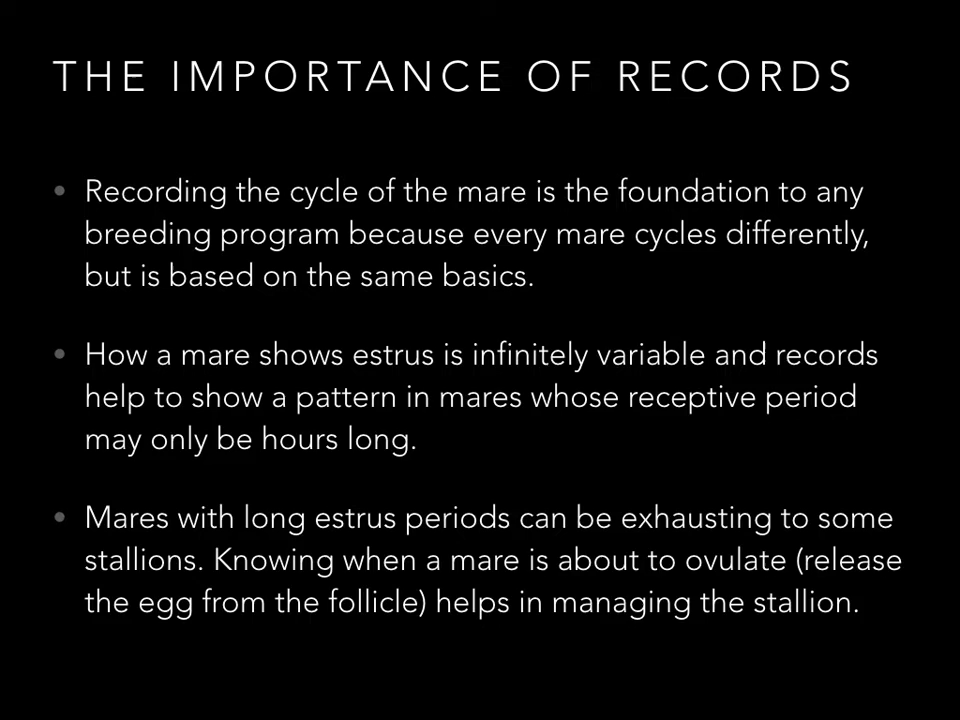 THE IMPORTANCE OF RECORDS
• Recording the cycle of the mare is the foundation to any
breeding program because every mare cycles differently,
but is based on the same basics.
• How a mare shows estrus is infinitely variable and records
help to show a pattern in mares whose receptive period
may only be hours long.
• Mares with long estrus periods can be exhausting to some
stallions. Knowing when a mare is about to ovulate (release
the egg from the follicle) helps in managing the stallion.